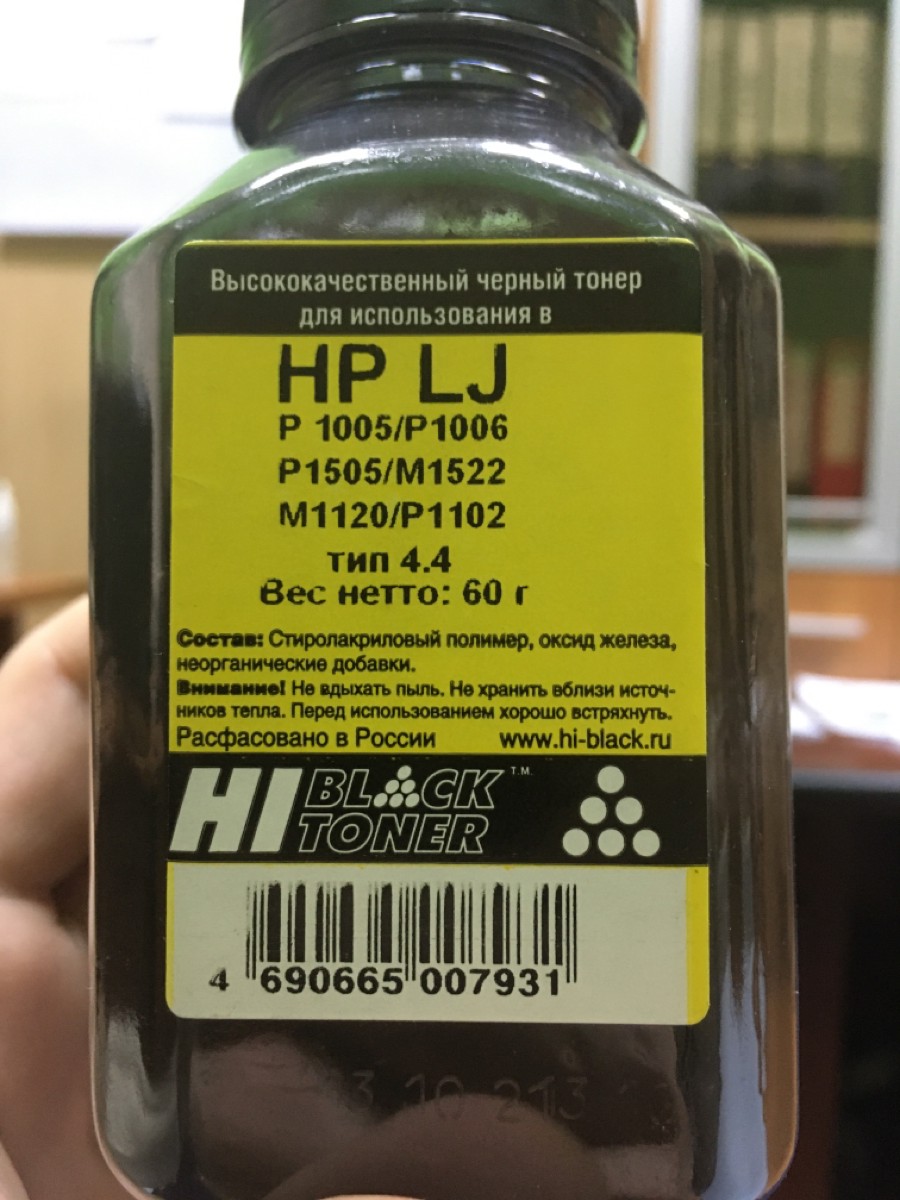 Высококачественный черный тонер
для использования в
HP LJ
P 1005/P1006
P1505/M1522
M1120/P1102
тип 4.4
Вес нетто: 60 г
Состав: Стиролакриловый полимер, оксид железа,
неорганические добавки.
Внимание! Не вдыхать пыль. Не хранить вблизи источ-
ников тепла. Перед использованием хорошо встряхнуть.
Расфасовано в России www.hi-black.ru
HI BLACK TONER T.M.
4 690665 007931